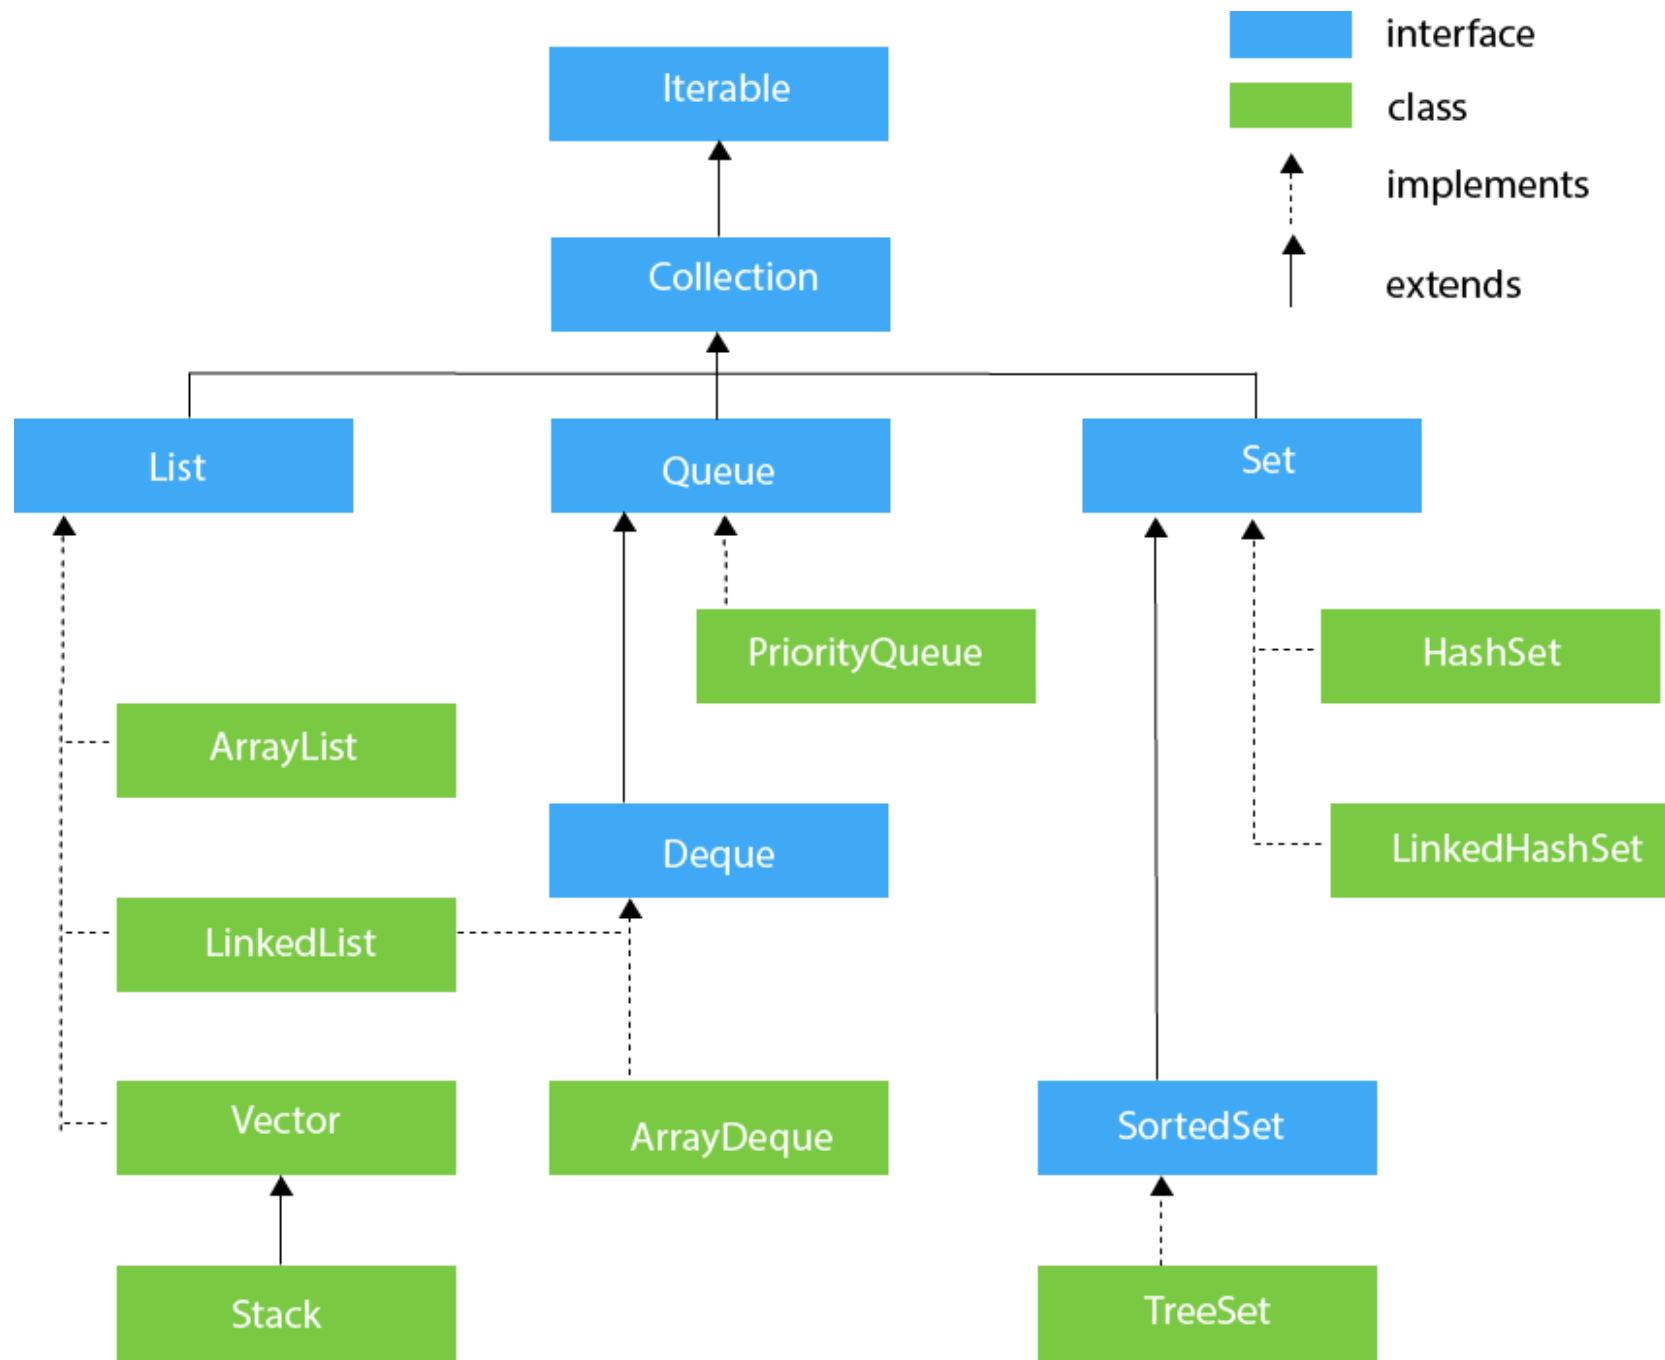 interface
class
implements
extends
Iterable
Collection
List
Queue
Set
PriorityQueue
HashSet
ArrayList
Deque
LinkedHashSet
LinkedList
Vector
ArrayDeque
SortedSet
Stack
TreeSet